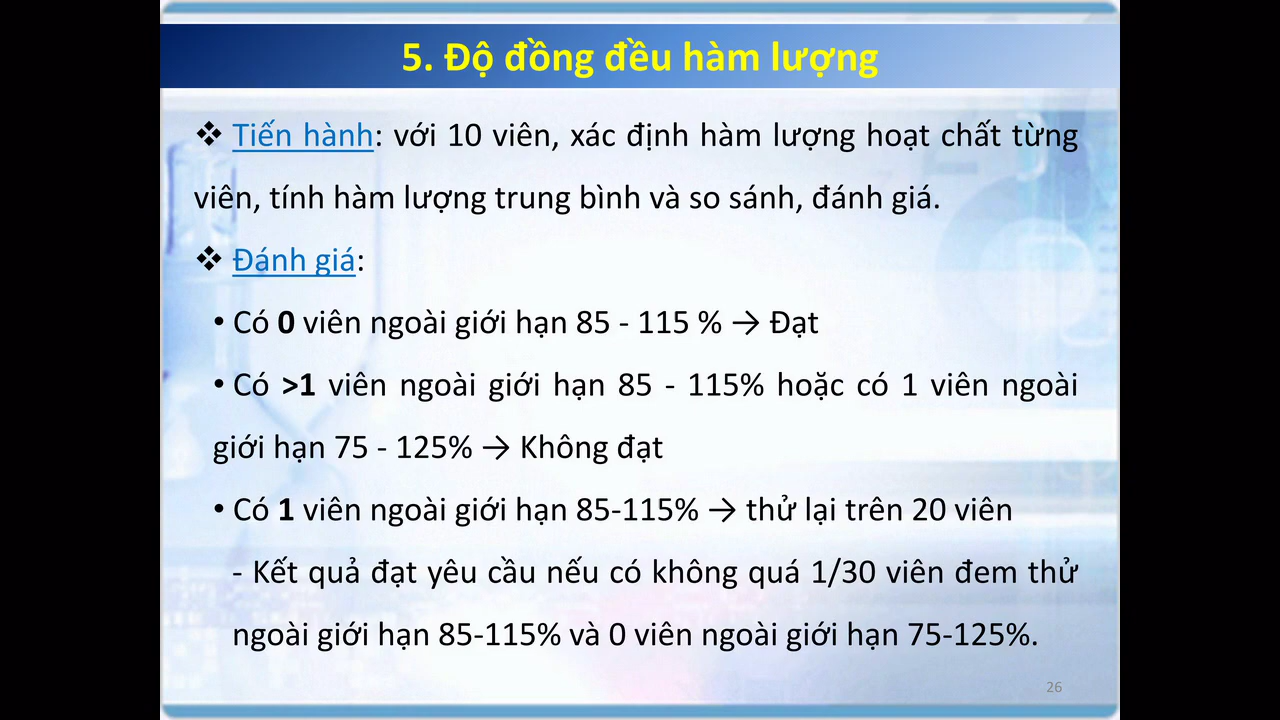 5. Độ đồng đều hàm lượng
❖ Tiến hành: với 10 viên, xác định hàm lượng hoạt chất từng
viên, tính hàm lượng trung bình và so sánh, đánh giá.
❖ Đánh giá:
• Có 0 viên ngoài giới hạn 85 - 115 % → Đạt
• Có >1 viên ngoài giới hạn 85 - 115% hoặc có 1 viên ngoài
giới hạn 75 - 125% → Không đạt
• Có 1 viên ngoài giới hạn 85-115% → thử lại trên 20 viên
- Kết quả đạt yêu cầu nếu có không quá 1/30 viên đem thử
ngoài giới hạn 85-115% và 0 viên ngoài giới hạn 75-125%.
26